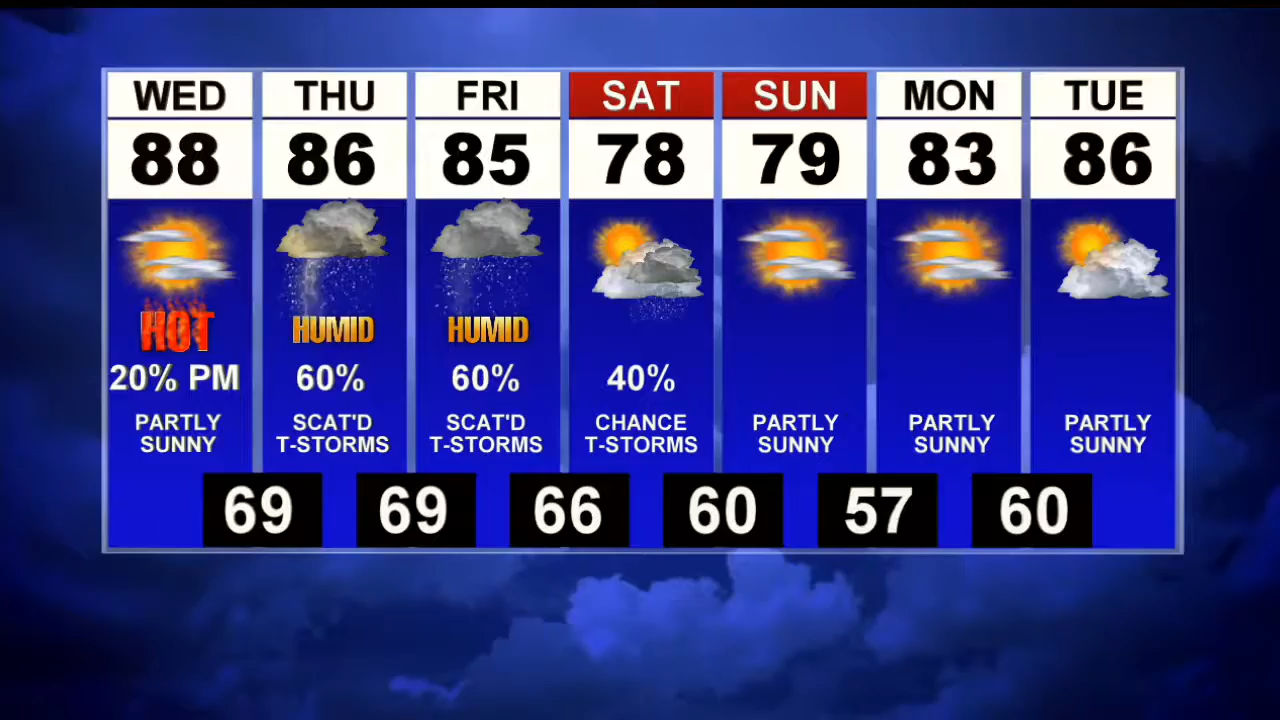 WED THU FRI SAT SUN MON TUE
88 86 85 78 79 83 86
HOT HUMID HUMID
20% PM 60% 60% 40%
PARTLY SCAT'D SCAT'D CHANCE PARTLY PARTLY PARTLY
SUNNY T-STORMS T-STORMS T-STORMS SUNNY SUNNY SUNNY
69 69 66 60 57 60